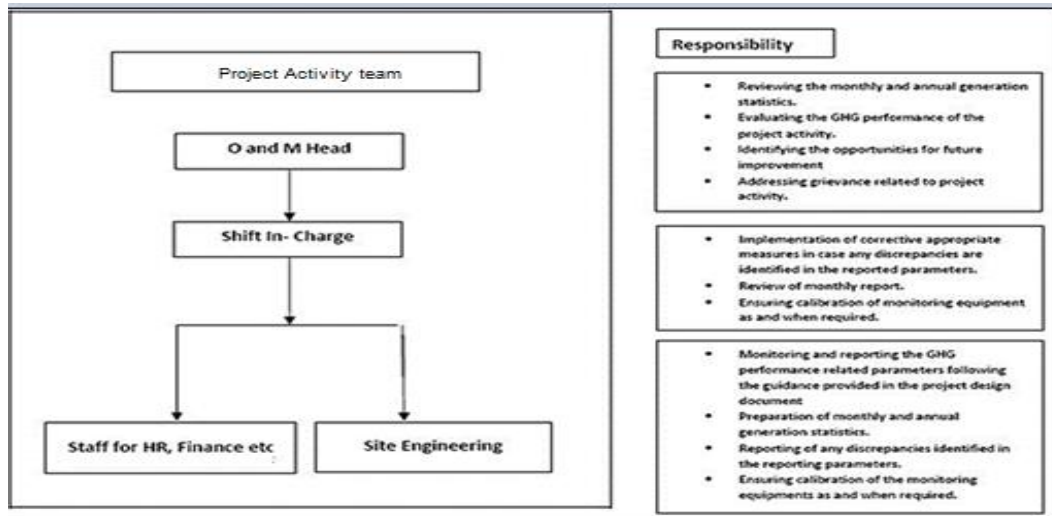 Project Activity team
O and M Head
Shift In- Charge
Staff for HR, Finance etc
Site Engineering
Responsibility
• Reviewing the monthly and annual generation
statistics.
• Evaluating the GHG performance of the
project activity.
• Identifying the opportunities for future
improvement
• Addressing grievance related to project
activity.
• Implementation of corrective appropriate
measures in case any discrepancies are
identified in the reported parameters.
• Review of monthly report.
• Ensuring calibration of monitoring equipment
as and when required.
• Monitoring and reporting the GHG
performance related parameters following
the guidance provided in the project design
document
• Preparation of monthly and annual
generation statistics.
• Reporting of any discrepancies identified in
the reporting parameters.
• Ensuring calibration of the monitoring
equipments as and when required.